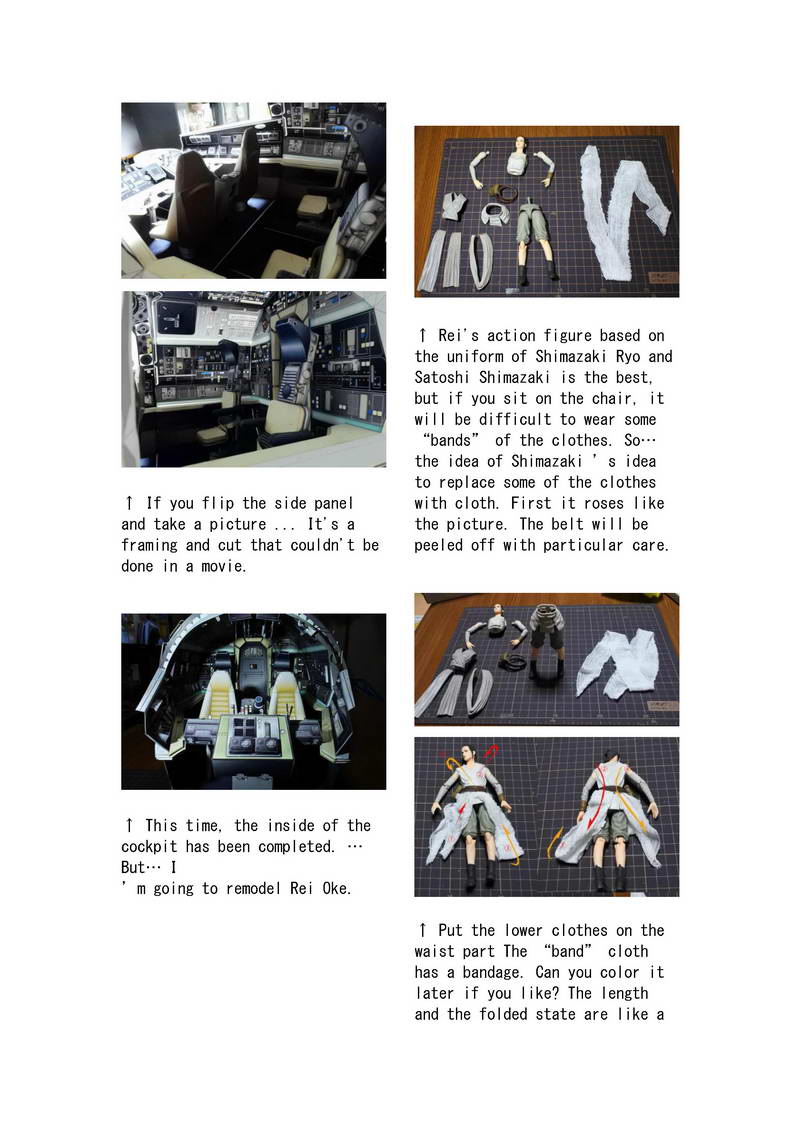 ↑ If you flip the side panel
and take a picture ... It's a
framing and cut that couldn't be
done in a movie.
↑ This time, the inside of the
cockpit has been completed. …
But… I
’m going to remodel Rei Oke.
↑ Rei's action figure based on
the uniform of Shimazaki Ryo and
Satoshi Shimazaki is the best,
but if you sit on the chair, it
will be difficult to wear some
“bands” of the clothes. So…
the idea of Shimazaki ’s idea
to replace some of the clothes
with cloth. First it roses like
the picture. The belt will be
peeled off with particular care.
↑ Put the lower clothes on the
waist part The “band” cloth
has a bandage. Can you color it
later if you like? The length
and the folded state are like a